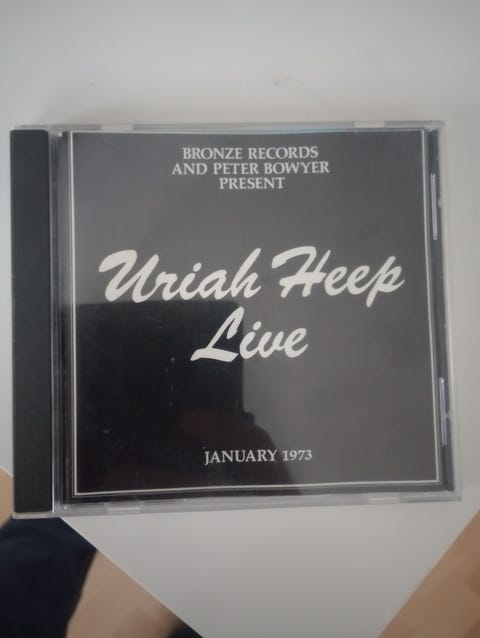 BRONZE RECORDS
AND PETER BOWYER
PRESENT
Uriah Heep
Live
JANUARY 1973